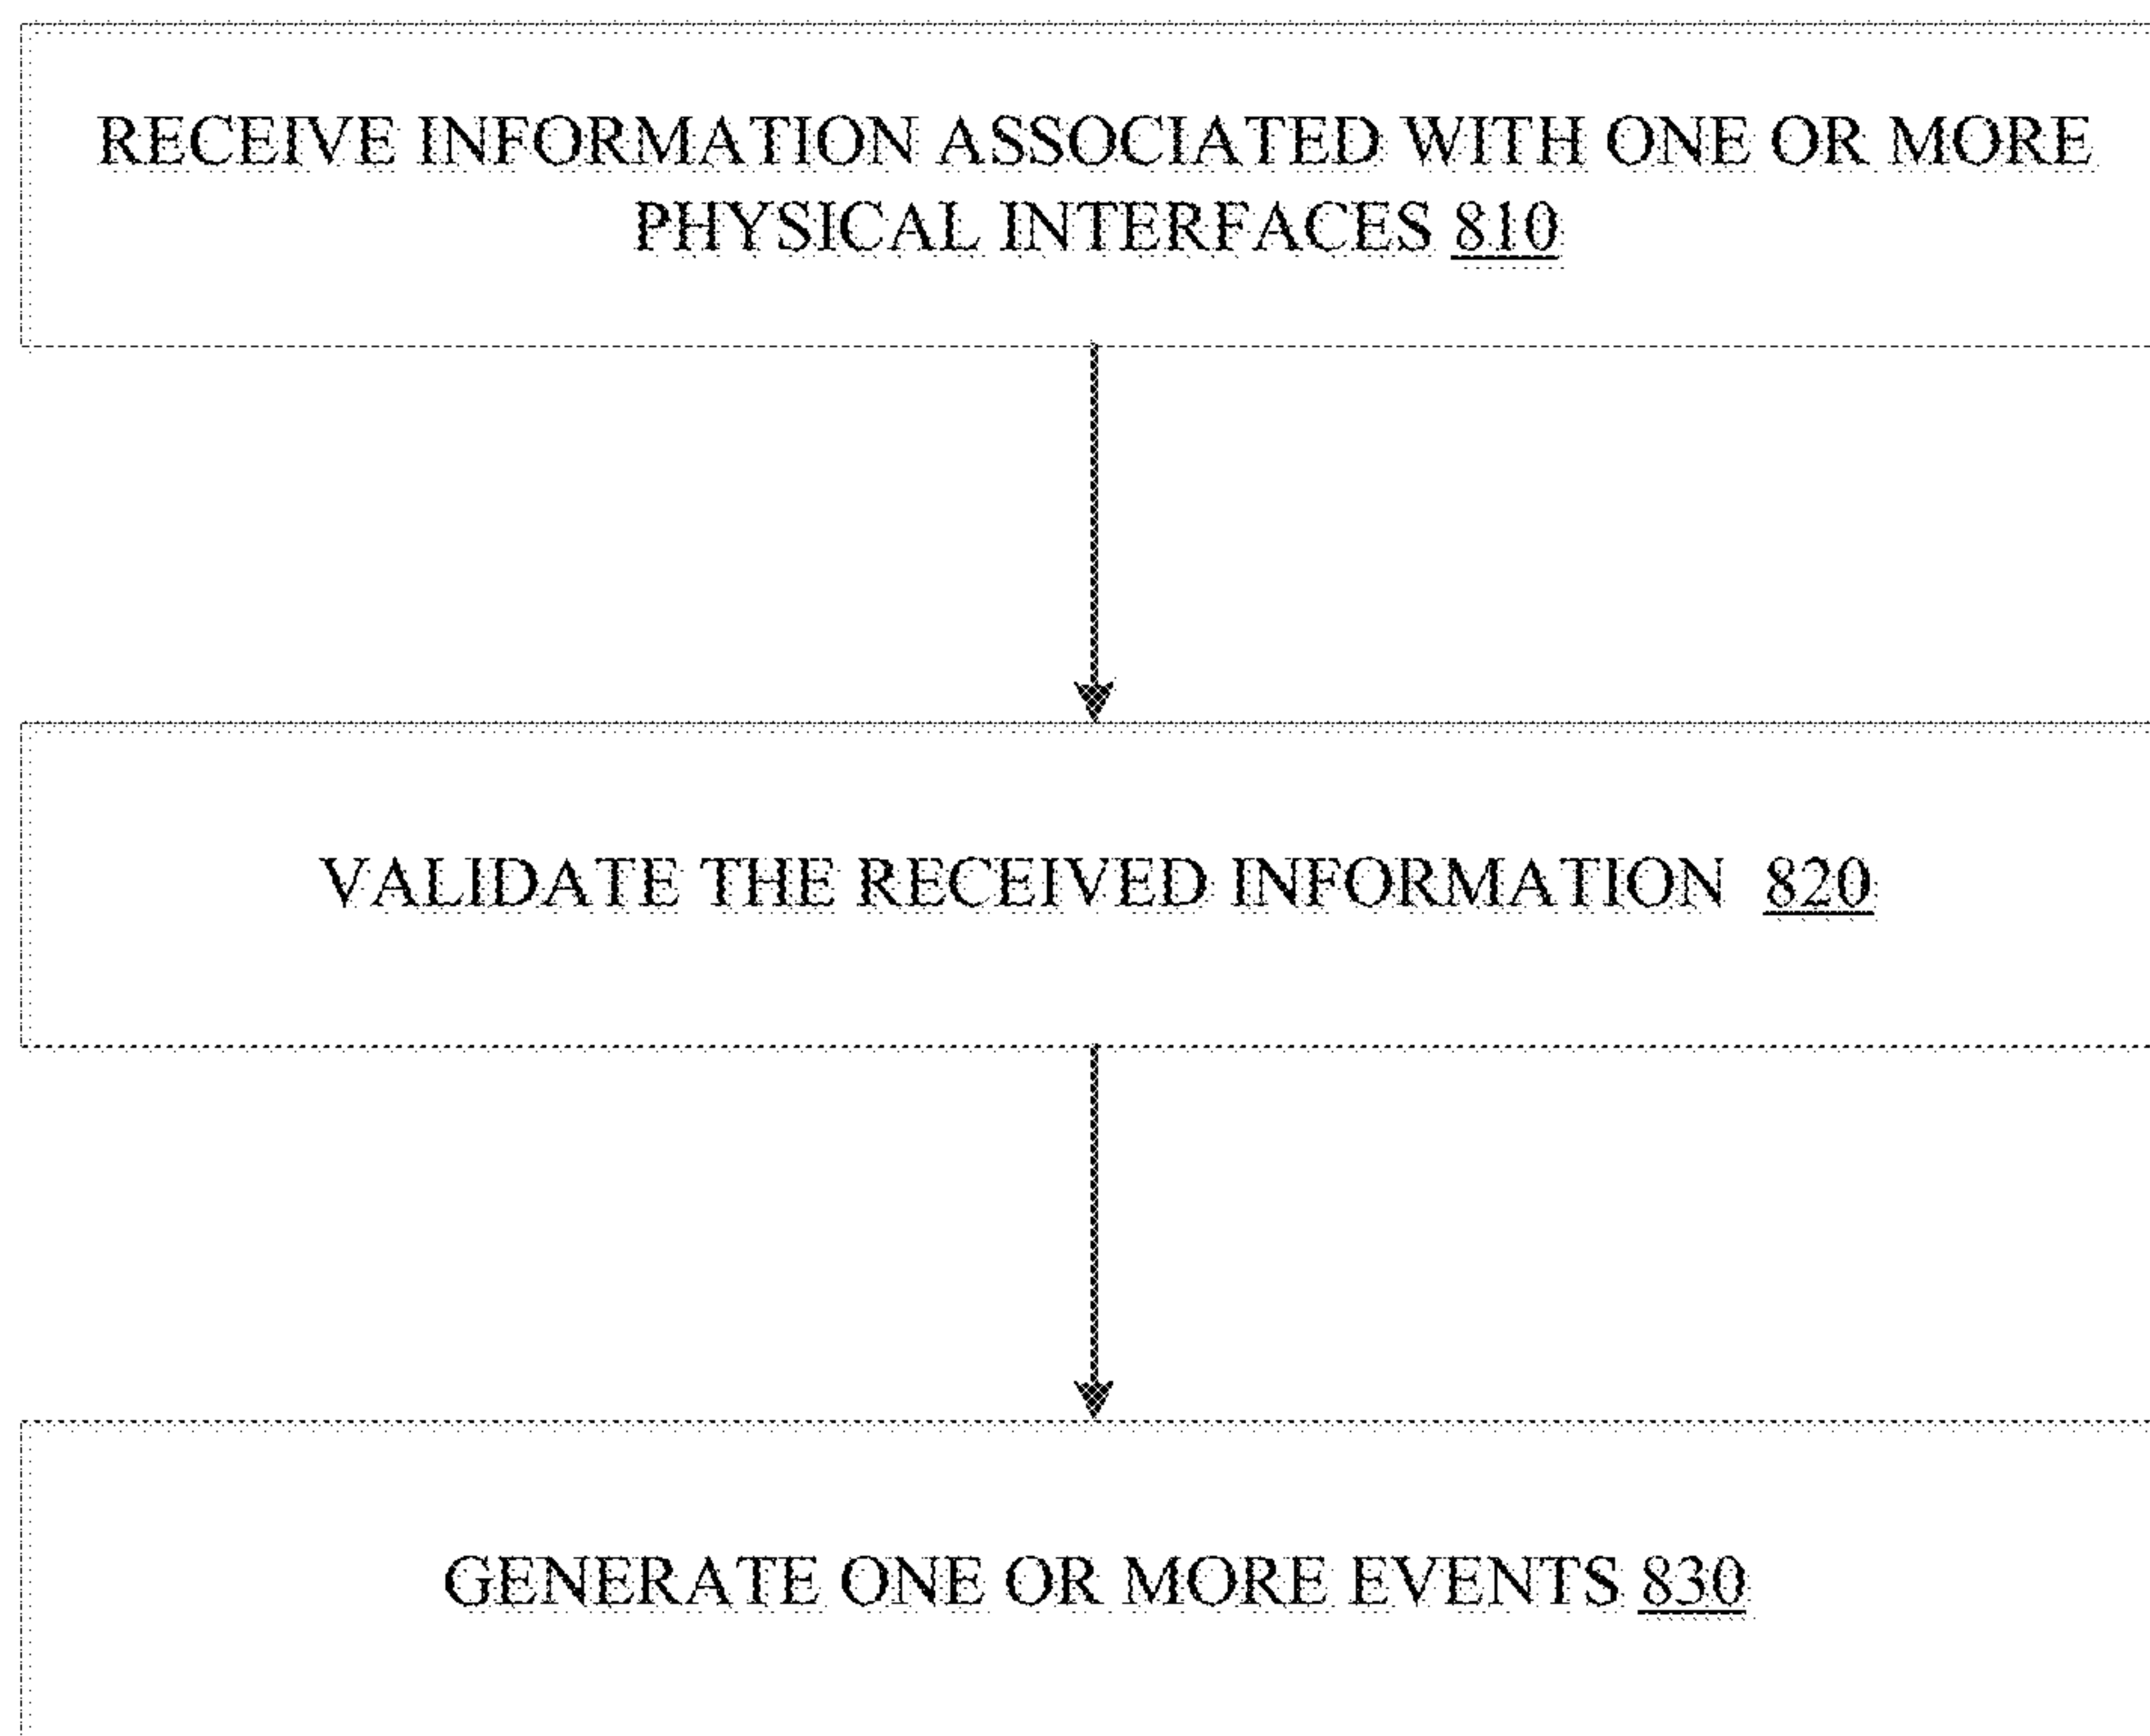 RECEIVE INFORMATION ASSOCIATED WITH ONE OR MORE
PHYSICAL INTERFACES 810
VALIDATE THE RECEIVED INFORMATION 820
GENERATE ONE OR MORE EVENTS 830